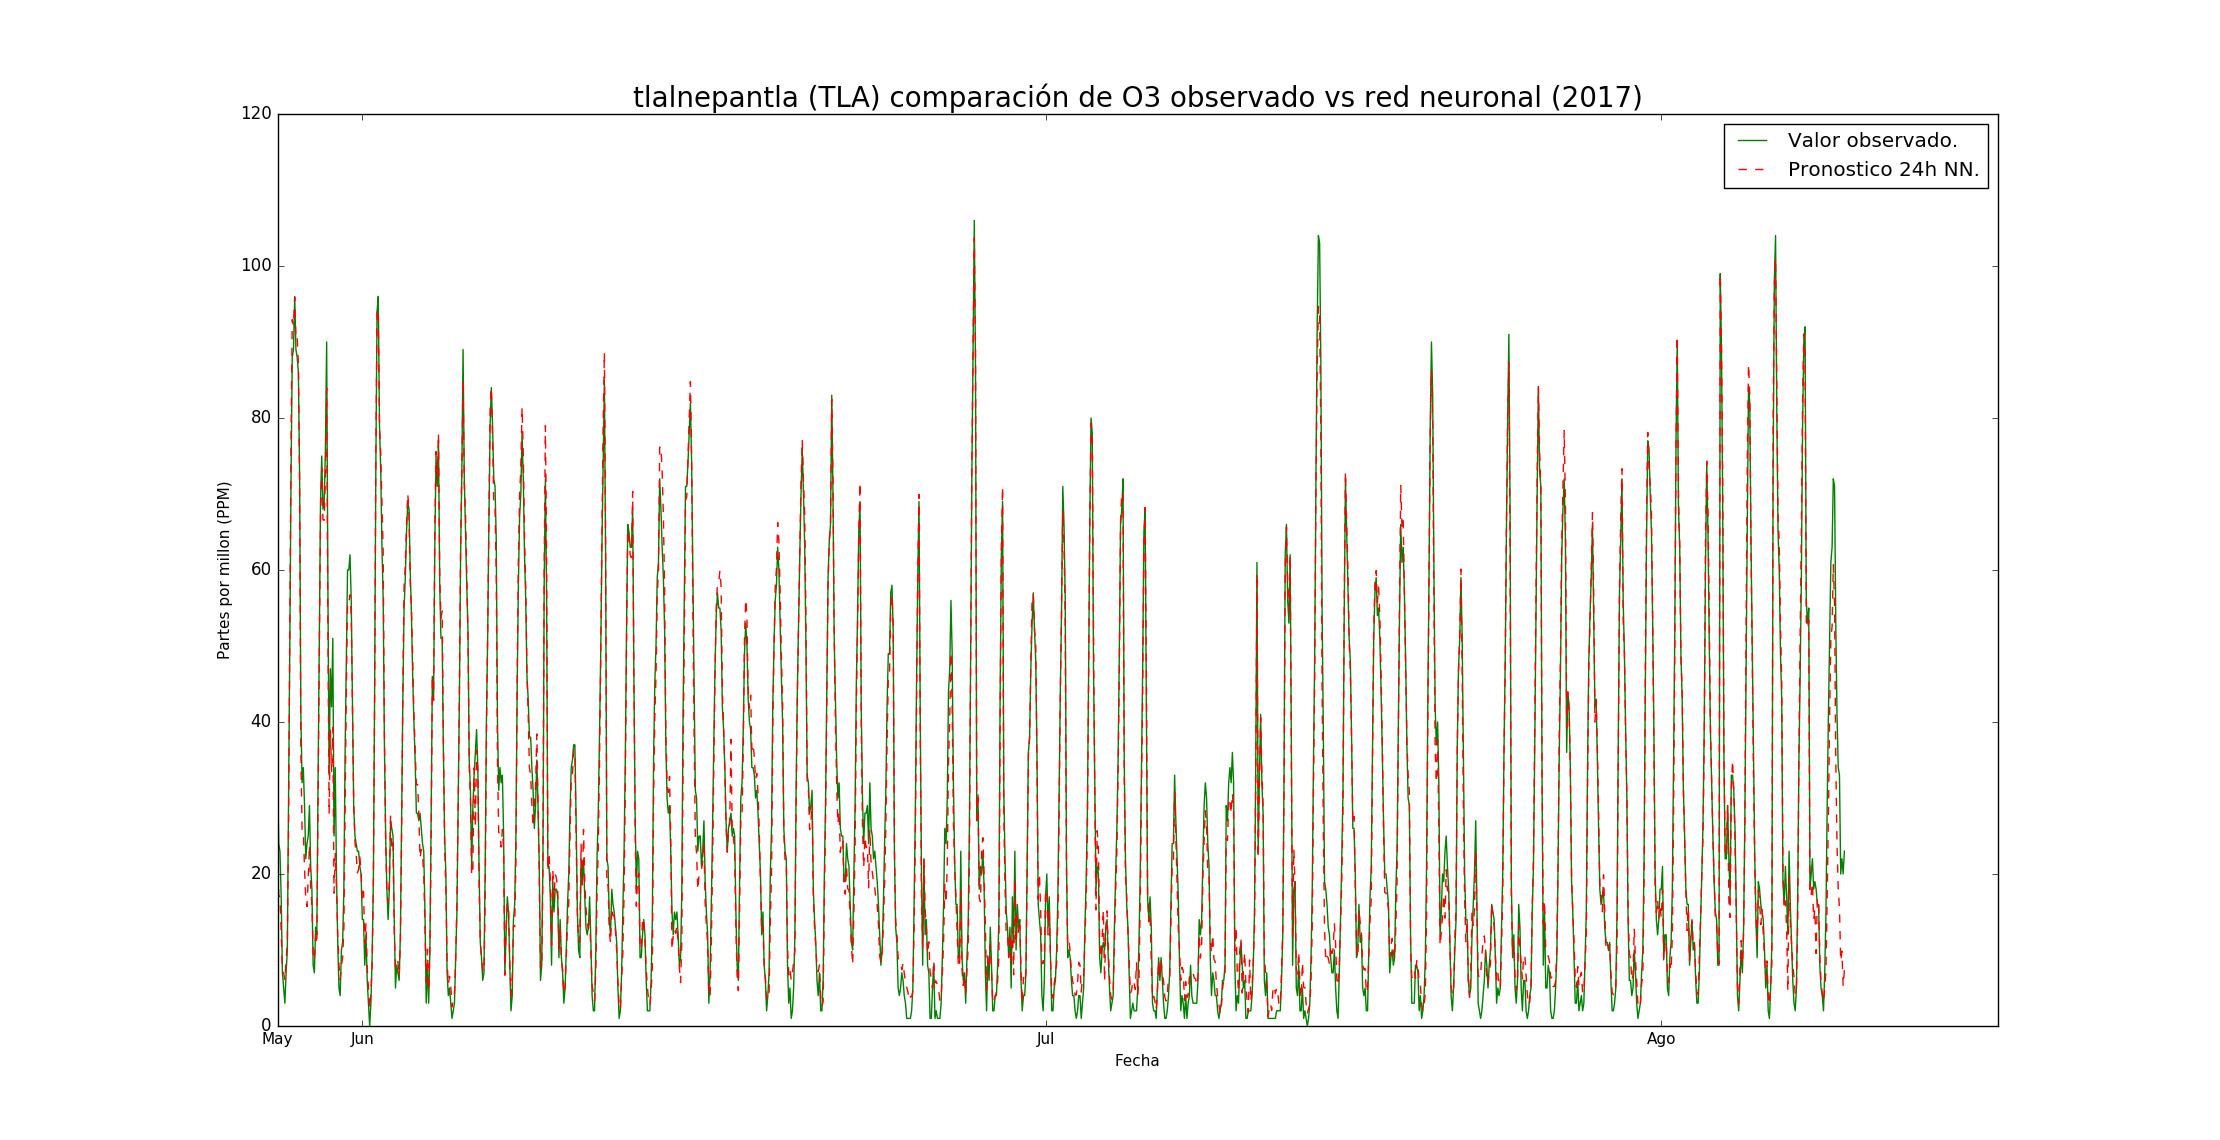 tlalnepantla (TLA) comparación de O3 observado vs red neuronal (2017)
Valor observado.
Pronostico 24h NN.
Partes por millon (PPM)
120
100
80
60
40
20
0
May Jun Jul Ago
Fecha